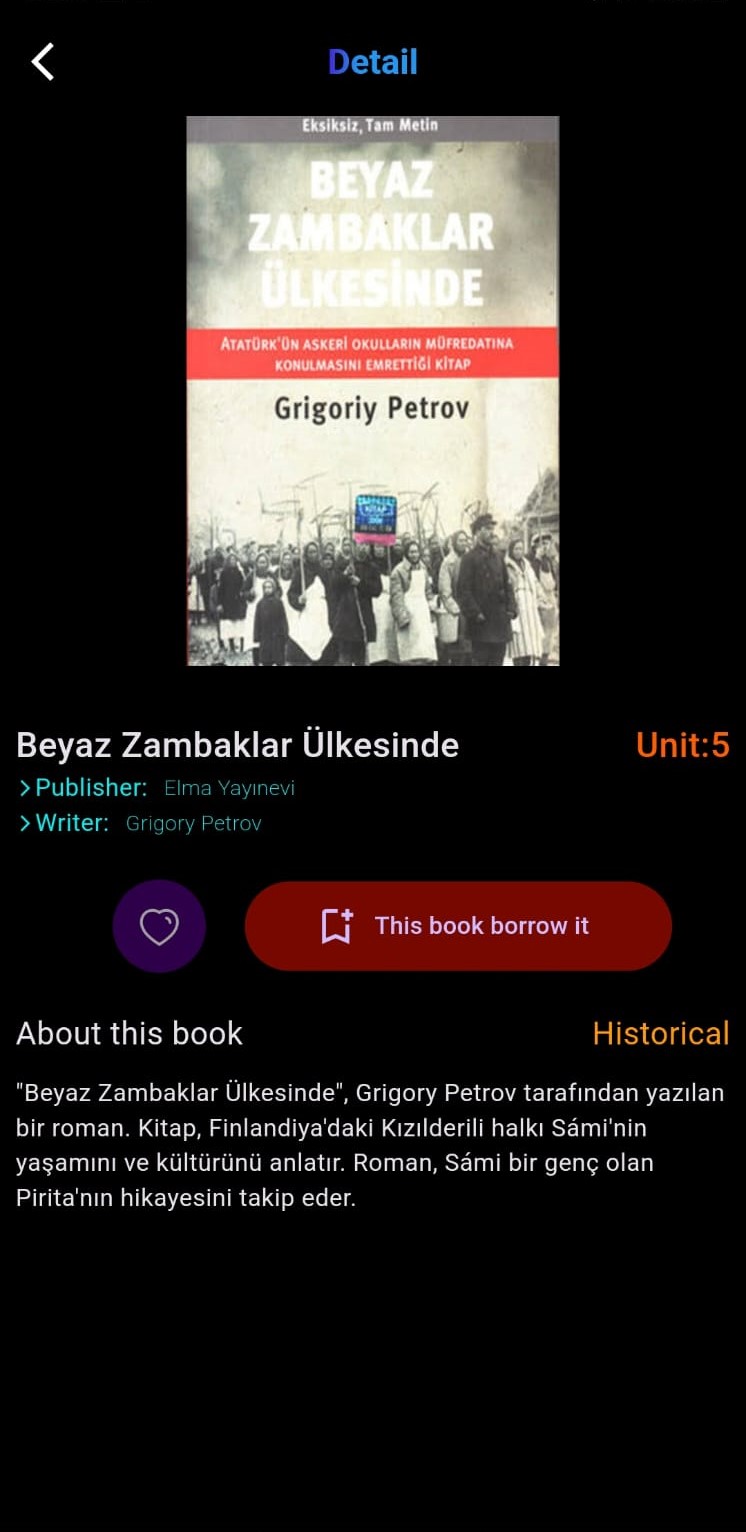 Detail
Eksiksiz, Tam Metin
BEYAZ
ZAMBAKLAR
ÜLKESİNDE
ATATÜRK'ÜN ASKERİ OKULLARIN MÜFREDATINA
KONULMASINI EMRETTİĞİ KİTAP
Grigoriy Petrov
KİTAP
Beyaz Zambaklar Ülkesinde
Unit:5
Publisher: Elma Yayınevi
Writer: Grigory Petrov
This book borrow it
About this book
Historical
"Beyaz Zambaklar Ülkesinde", Grigory Petrov tarafından yazılan
bir roman. Kitap, Finlandiya'daki Kızılderili halkı Sámi'nin
yaşamını ve kültürünü anlatır. Roman, Sámi bir genç olan
Pirita'nın hikayesini takip eder.